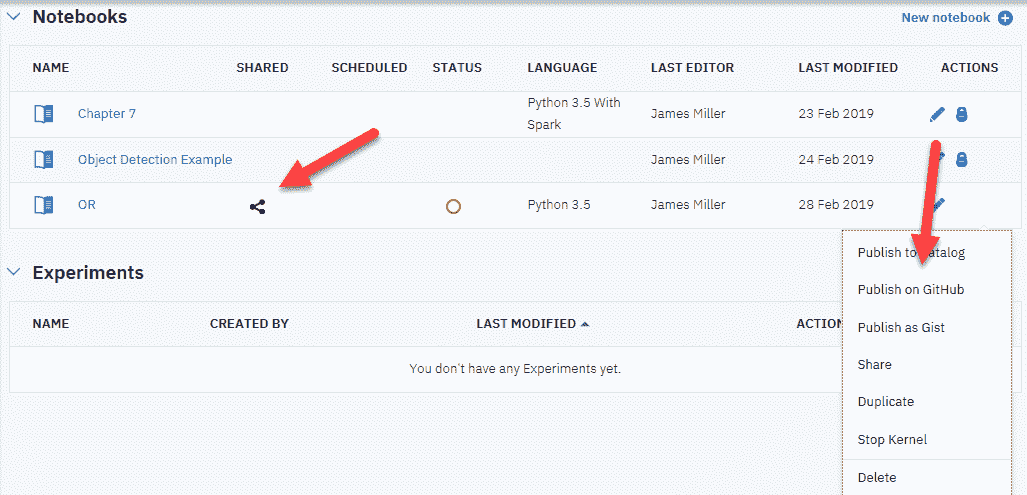 Notebooks
New notebook
NAME SHARED SCHEDULED STATUS LANGUAGE LAST EDITOR LAST MODIFIED ACTIONS
Chapter 7 Python 3.5 With Spark James Miller 23 Feb 2019
Object Detection Example James Miller 24 Feb 2019
OR Python 3.5 James Miller 28 Feb 2019
Publish to Catalog
Experiments
Publish on GitHub
NAME CREATED BY LAST MODIFIED
Publish as Gist
You don't have any Experiments yet.
Share
Duplicate
Stop Kernel
Delete